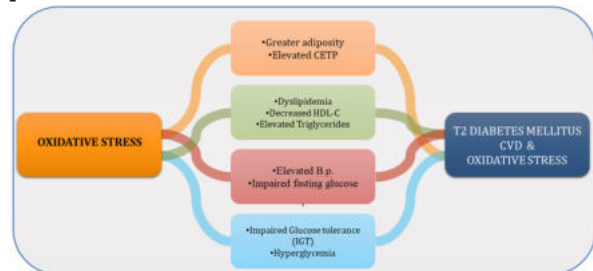 •Greater adiposity
•Elevated CETP
•Dyslipidemia
•Decreased HDL-C
•Elevated Triglycerides
OXIDATIVE STRESS
T2 DIABETES MELLITUS
CVD &
OXIDATIVE STRESS
•Elevated B.p.
•Impaired fasting glucose
•Impaired Glucose tolerance
(IGT)
•Hyperglycemia